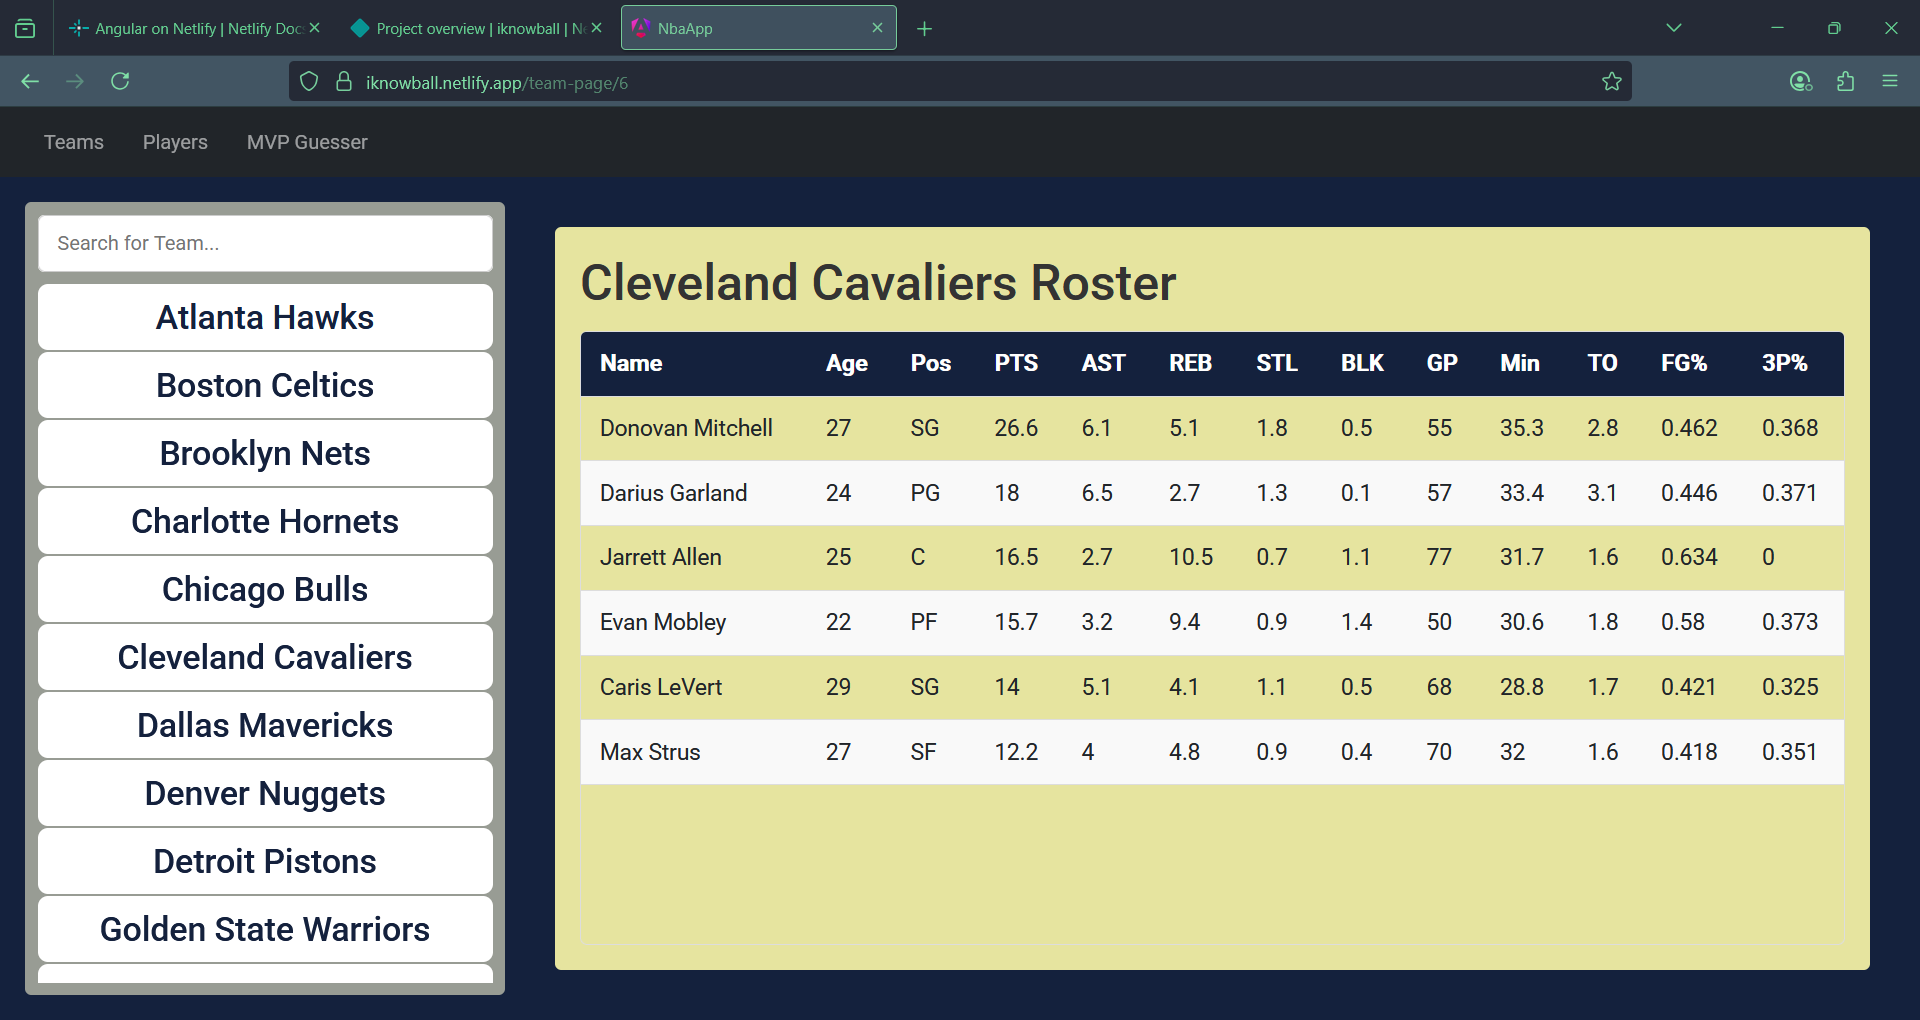 Angular on Netlify | Netlify Doc
Project overview | iknowball | N
NbaApp
iknowball.netlify.app/team-page/6
Teams Players MVP Guesser
Search for Team...
Atlanta Hawks
Boston Celtics
Brooklyn Nets
Charlotte Hornets
Chicago Bulls
Cleveland Cavaliers
Dallas Mavericks
Denver Nuggets
Detroit Pistons
Golden State Warriors
Cleveland Cavaliers Roster
Name Age Pos PTS AST REB STL BLK GP Min TO FG% 3P%
Donovan Mitchell 27 SG 26.6 6.1 5.1 1.8 0.5 55 35.3 2.8 0.462 0.368
Darius Garland 24 PG 18 6.5 2.7 1.3 0.1 57 33.4 3.1 0.446 0.371
Jarrett Allen 25 C 16.5 2.7 10.5 0.7 1.1 77 31.7 1.6 0.634 0
Evan Mobley 22 PF 15.7 3.2 9.4 0.9 1.4 50 30.6 1.8 0.58 0.373
Caris LeVert 29 SG 14 5.1 4.1 1.1 0.5 68 28.8 1.7 0.421 0.325
Max Strus 27 SF 12.2 4 4.8 0.9 0.4 70 32 1.6 0.418 0.351